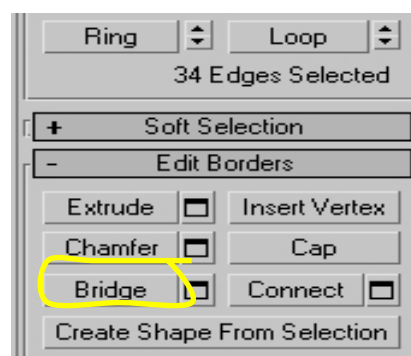 Ring Loop
34 Edges Selected
+ Soft Selection
- Edit Borders
Extrude Insert Vertex
Chamfer Cap
Bridge Connect
Create Shape From Selection